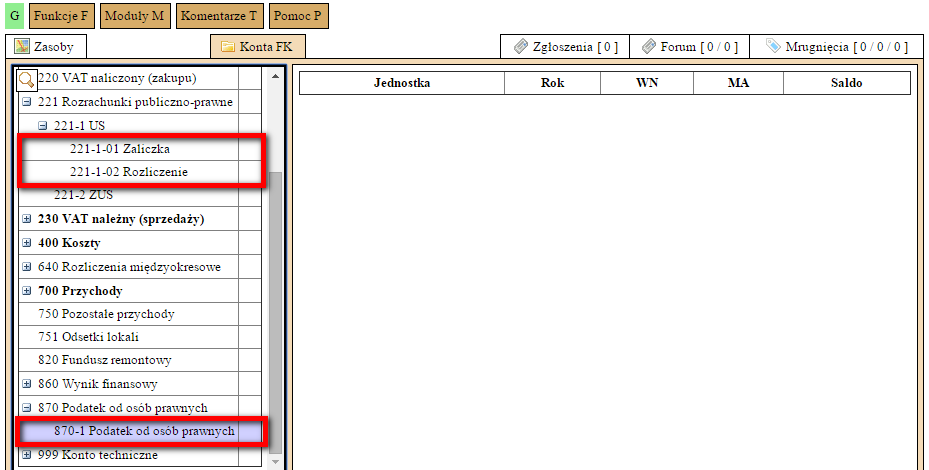 G Funkcje F Moduły M Komentarze T Pomoc P
Zasoby Konta FK Zgłoszenia [ 0 ] Forum [ 0 / 0 ] Mrugnięcia [ 0 / 0 / 0 ]
220 VAT naliczony (zakupu)
Jednostka Rok WN MA Saldo
221 Rozrachunki publiczno-prawne
221-1 US
221-1-01 Zaliczka
221-1-02 Rozliczenie
221-2 ZUS
230 VAT należny (sprzedaży)
400 Koszty
640 Rozliczenia międzyokresowe
700 Przychody
750 Pozostałe przychody
751 Odsetki lokali
820 Fundusz remontowy
860 Wynik finansowy
870 Podatek od osób prawnych
870-1 Podatek od osób prawnych
999 Konto techniczne